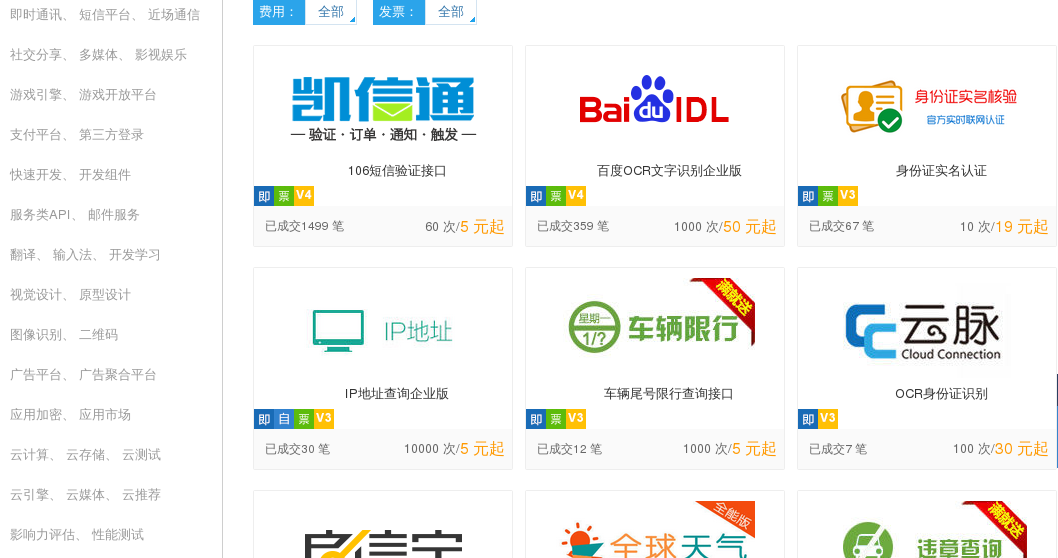 即时通讯、 短信平台、 近场通信
社交分享、 多媒体、 影视娱乐
游戏引擎、 游戏开放平台
支付平台、 第三方登录
快速开发、 开发组件
服务类API、 邮件服务
翻译、 输入法、 开发学习
视觉设计、 原型设计
图像识别、 二维码
广告平台、 广告聚合平台
应用加密、 应用市场
云计算、 云存储、 云测试
云引擎、 云媒体、 云推荐
影响力评估、 性能测试
费用： 全部 发票： 全部
凯信通
— 验证 · 订单 · 通知 · 触发 —
106短信验证接口
即 票 V4
已成交1499 笔 60 次/5 元起
Bai du IDL
百度OCR文字识别企业版
即 票 V4
已成交359 笔 1000 次/50 元起
身份证实名核验
官方实时联网认证
身份证实名认证
即 票 V3
已成交67 笔 10 次/19 元起
IP地址
IP地址查询企业版
即 自 票 V3
已成交30 笔 10000 次/5 元起
满就送
星期一
1/?
车辆限行
车辆尾号限行查询接口
即 票 V3
已成交12 笔 1000 次/5 元起
云脉
Cloud Connection
OCR身份证识别
即 V3
已成交7 笔 100 次/30 元起
全能版
全球天气
满就送
违章查询